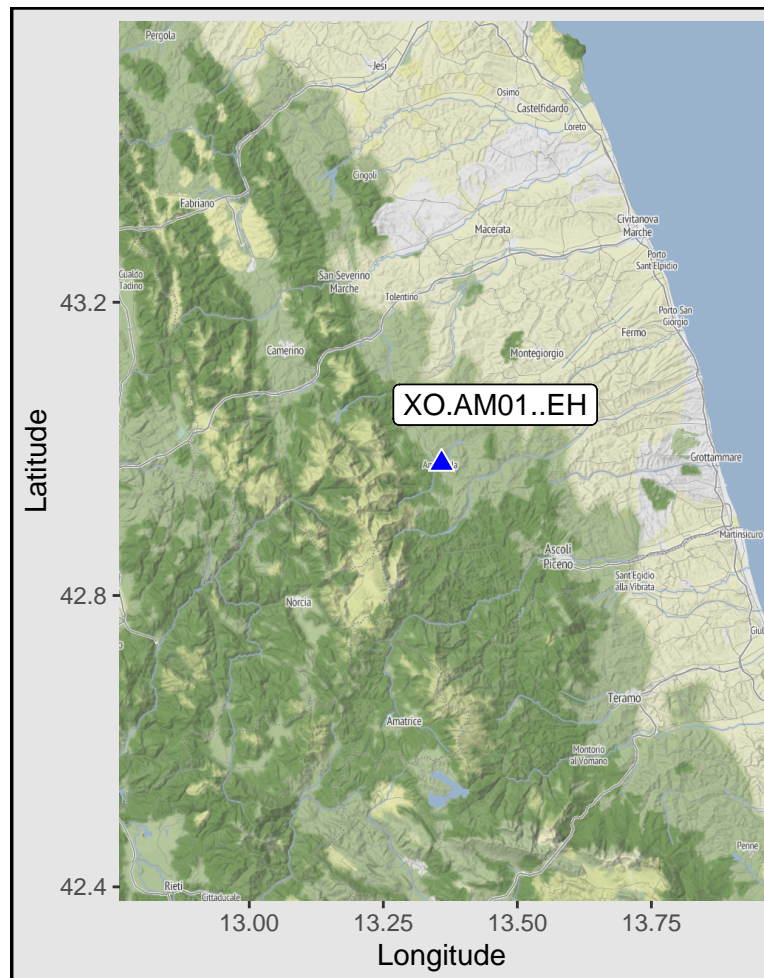 Pergola
Jesi
Osimo
Castelfidardo
Loreto
Cingoli
Fabriano
Macerata
Civitanova
Marche
Porto
Sant'Elpidio
Gualdo
Tadino
San Severino
Marche
Tolentino
43.2
Porto San
Giorgio
Fermo
Camerino
Montegiorgio
XO.AM01..EH
Grottammare
Latitude
Martinsicuro
Ascoli
Piceno
Sant'Egidio
alla Vibrata
42.8
Norcia
Giul
Teramo
Amatrice
Montorio
al Vomano
Penne
42.4
Rieti
Cittaducale
13.00
13.25
13.50
13.75
Longitude